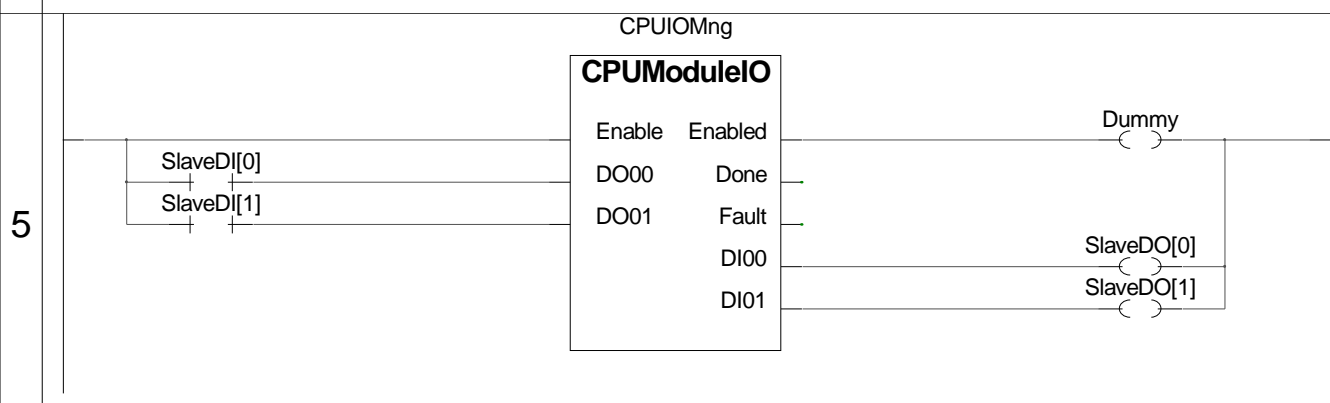 CPUIOMng
CPUModuleIO
Enable Enabled Dummy
SlaveDI[0] DO00 Done
SlaveDI[1] DO01 Fault
5
DI00 SlaveDO[0]
DI01 SlaveDO[1]